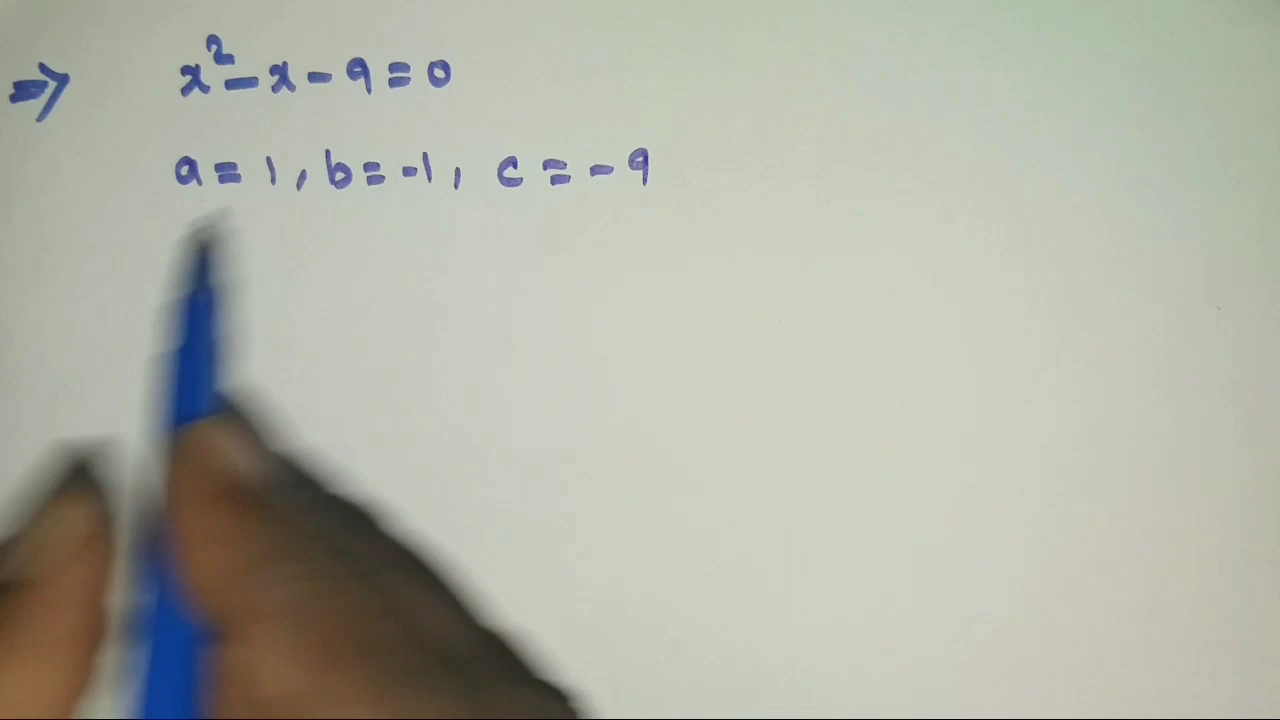 ⇒ x² - x - 9 = 0
a = 1, b = -1, c = -9